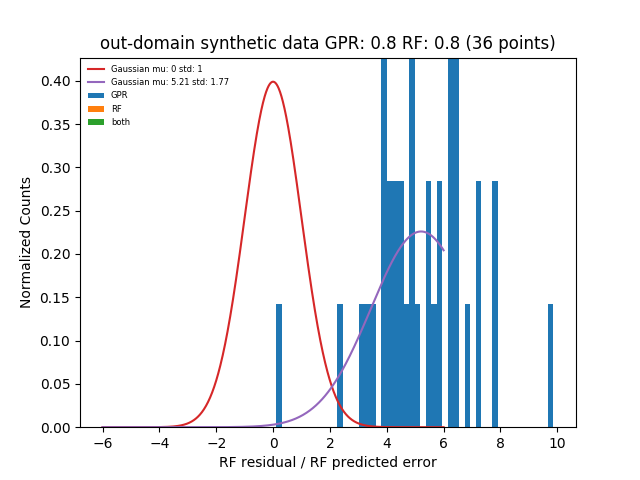 out-domain synthetic data GPR: 0.8 RF: 0.8 (36 points)
Gaussian mu: 0 std: 1
Gaussian mu: 5.21 std: 1.77
GPR
RF
both
Normalized Counts
0.40
0.35
0.30
0.25
0.20
0.15
0.10
0.05
0.00
−6 −4 −2 0 2 4 6 8 10
RF residual / RF predicted error